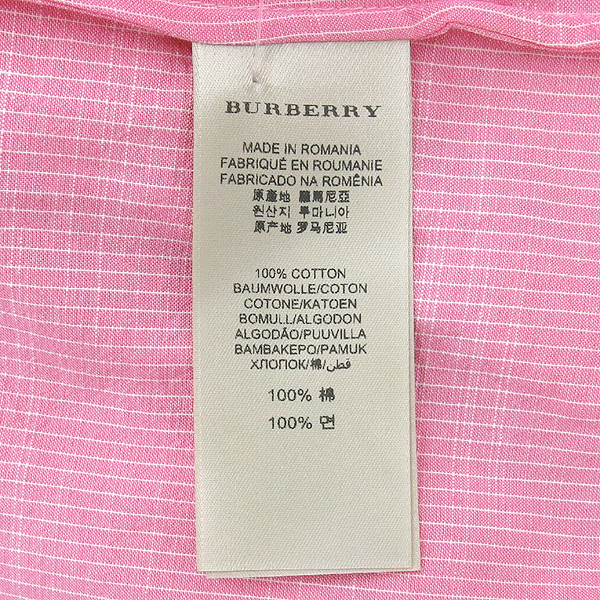 BURBERRY
MADE IN ROMANIA
FABRIQUÉ EN ROUMANIE
FABRICADO NA ROMÊNIA
原產地 羅馬尼亞
원산지 루마니아
原产地 罗马尼亚
100% COTTON
BAUMWOLLE/COTON
COTONE/KATOEN
BOMULL/ALGODON
ALGODÃO/PUUVILLA
BAMBAKEPO/PAMUK
ХЛОПОК/棉/قطن
100% 棉
100% 면